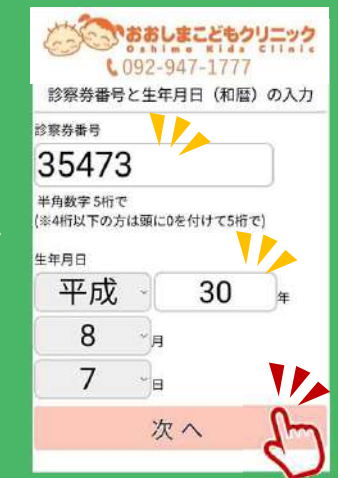 おおしまこどもクリニック
Oshima Kids Clinic
092-947-1777
診察券番号と生年月日（和暦）の入力
診察券番号
35473
半角数字 5桁で
(※4桁以下の方は頭に0を付けて5桁で)
生年月日
平成 30 年
8 月
7 日
次へ